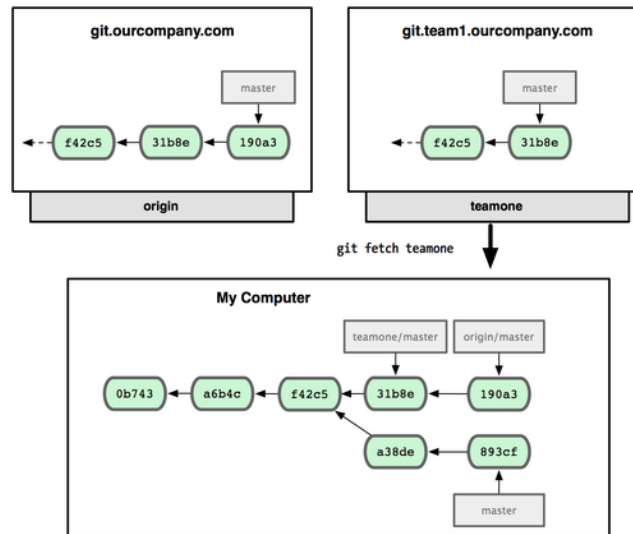 git.ourcompany.com
master
f42c5
31b8e
190a3
origin
git.team1.ourcompany.com
master
f42c5
31b8e
teamone
git fetch teamone
My Computer
teamone/master
origin/master
0b743
a6b4c
f42c5
31b8e
190a3
a38de
893cf
master